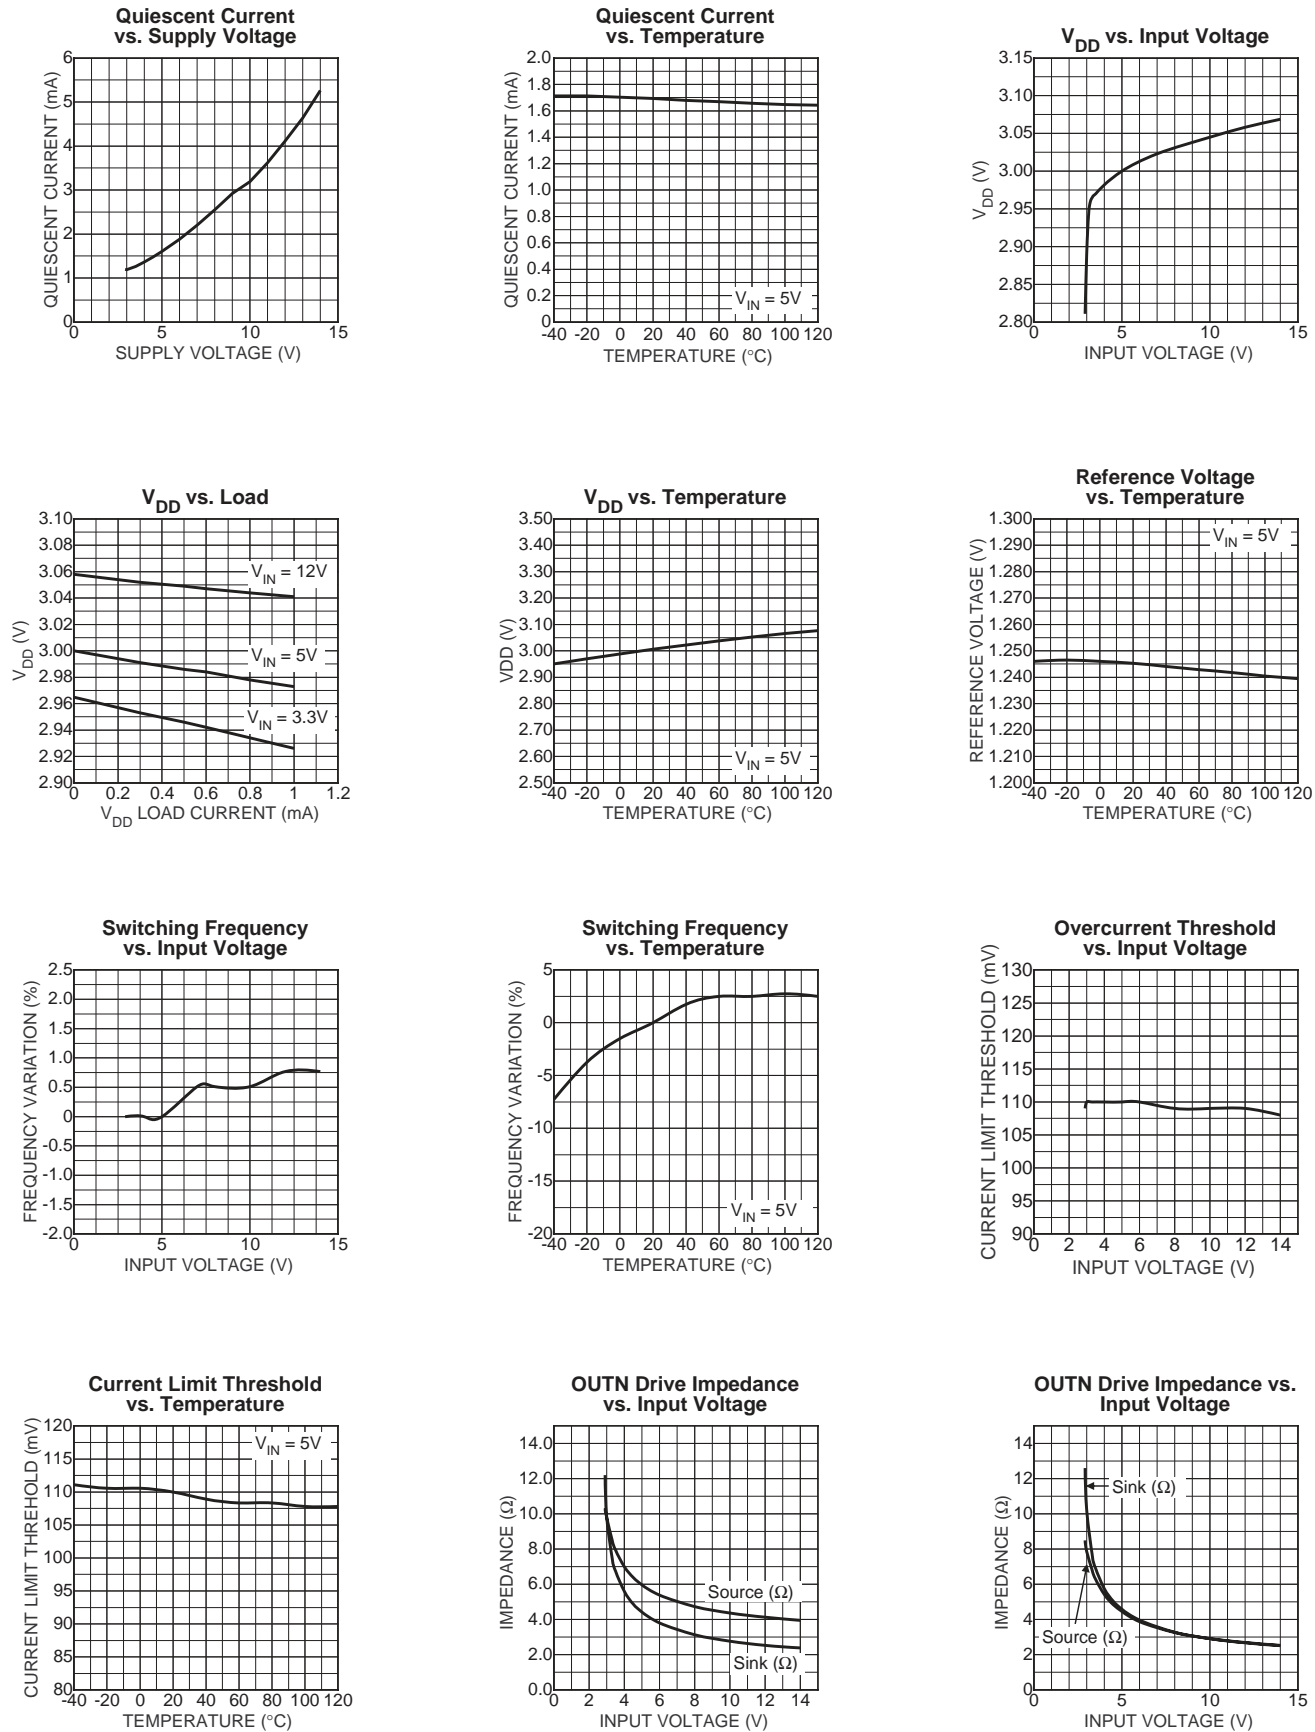 Quiescent Current
vs. Supply Voltage
6
5
4
3
2
1
0
QUIESCENT CURRENT (mA)
0 5 10 15
SUPPLY VOLTAGE (V)
Quiescent Current
vs. Temperature
2.0
1.8
1.6
1.4
1.2
1.0
0.8
0.6
0.4
0.2
0
QUIESCENT CURRENT (mA)
VIN = 5V
-40 -20 0 20 40 60 80 100 120
TEMPERATURE (°C)
VDD vs. Input Voltage
3.15
3.10
3.05
3.00
2.95
2.90
2.85
2.80
VDD (V)
0 5 10 15
INPUT VOLTAGE (V)
VDD vs. Load
3.10
3.08
3.06
3.04
3.02
3.00
2.98
2.96
2.94
2.92
2.90
VDD (V)
VIN = 12V
VIN = 5V
VIN = 3.3V
0 0.2 0.4 0.6 0.8 1 1.2
VDD LOAD CURRENT (mA)
VDD vs. Temperature
3.50
3.40
3.30
3.20
3.10
3.00
2.90
2.80
2.70
2.60
2.50
VDD (V)
VIN = 5V
-40 -20 0 20 40 60 80 100 120
TEMPERATURE (°C)
Reference Voltage
vs. Temperature
1.300
1.290
1.280
1.270
1.260
1.250
1.240
1.230
1.220
1.210
1.200
REFERENCE VOLTAGE (V)
VIN = 5V
-40 -20 0 20 40 60 80 100 120
TEMPERATURE (°C)
Switching Frequency
vs. Input Voltage
2.5
2.0
1.5
1.0
0.5
0
-0.5
-1.0
-1.5
-2.0
FREQUENCY VARIATION (%)
5 15
INPUT VOLTAGE (V)
Switching Frequency
vs. Temperature
5
0
-5
-10
-15
-20
FREQUENCY VARIATION (%)
VIN = 5V
-40 -20 0 20 40 60 80 100 120
TEMPERATURE (°C)
Overcurrent Threshold
vs. Input Voltage
130
125
120
115
110
105
100
95
90
CURRENT LIMIT THRESHOLD (mV)
0 2 4 6 8 10 12 14
INPUT VOLTAGE (V)
Current Limit Threshold
vs. Temperature
120
115
110
105
100
95
90
85
80
CURRENT LIMIT THREHOLD (mV)
VIN = 5V
-40 -20 0 20 40 60 80 100 120
TEMPERATURE (°C)
OUTN Drive Impedance
vs. Input Voltage
14.0
12.0
10.0
8.0
6.0
4.0
2.0
0.0
IMPEDANCE (Ω)
Source (Ω)
Sink (Ω)
0 2 4 6 8 10 12 14
INPUT VOLTAGE (V)
OUTN Drive Impedance vs.
Input Voltage
14
12
10
8
6
4
2
0
IMPEDANCE (Ω)
Sink (Ω)
Source (Ω)
0 5 10 15
INPUT VOLTAGE (V)